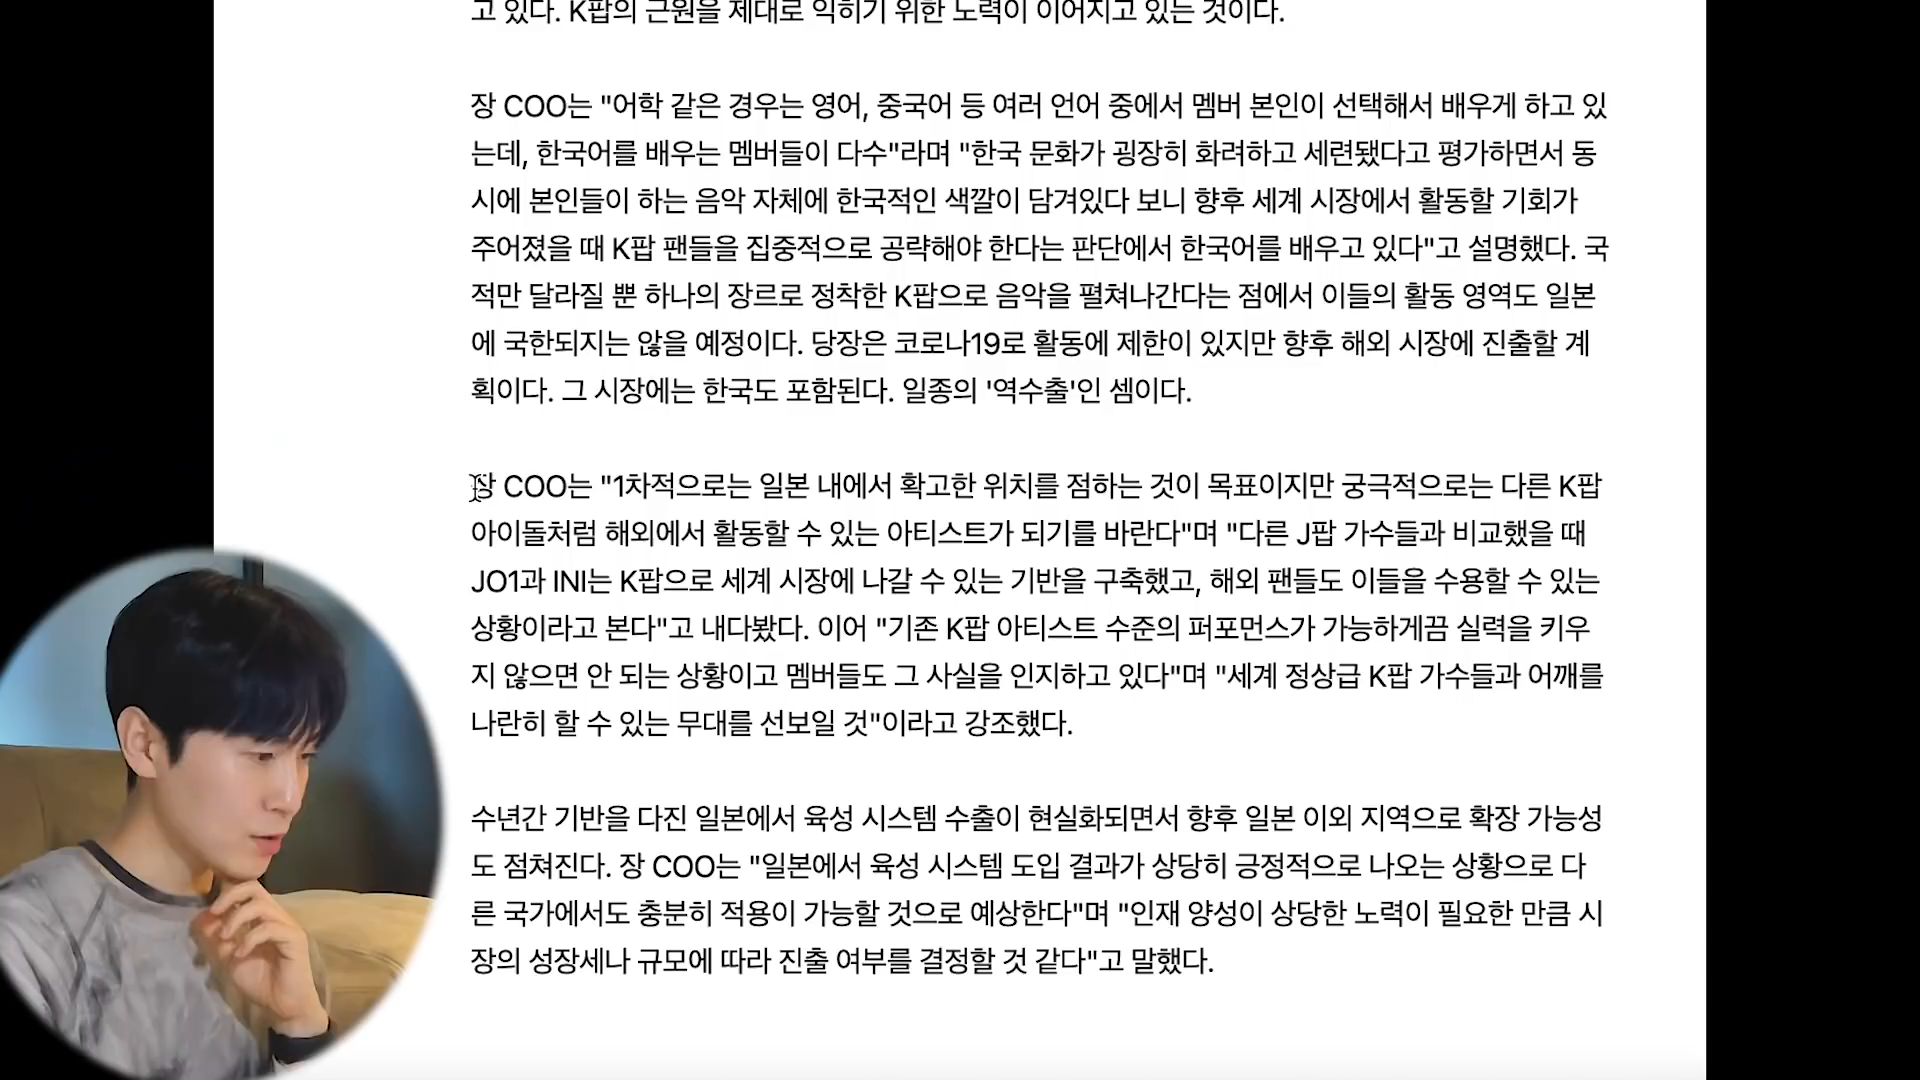 고 있다. K팝의 근원을 제대로 익히기 위한 노력이 이어지고 있는 것이다.
장 COO는 "어학 같은 경우는 영어, 중국어 등 여러 언어 중에서 멤버 본인이 선택해서 배우게 하고 있
는데, 한국어를 배우는 멤버들이 다수"라며 "한국 문화가 굉장히 화려하고 세련됐다고 평가하면서 동
시에 본인들이 하는 음악 자체에 한국적인 색깔이 담겨있다 보니 향후 세계 시장에서 활동할 기회가
주어졌을 때 K팝 팬들을 집중적으로 공략해야 한다는 판단에서 한국어를 배우고 있다"고 설명했다. 국
적만 달라질 뿐 하나의 장르로 정착한 K팝으로 음악을 펼쳐나간다는 점에서 이들의 활동 영역도 일본
에 국한되지는 않을 예정이다. 당장은 코로나19로 활동에 제한이 있지만 향후 해외 시장에 진출할 계
획이다. 그 시장에는 한국도 포함된다. 일종의 '역수출'인 셈이다.
장 COO는 "1차적으로는 일본 내에서 확고한 위치를 점하는 것이 목표이지만 궁극적으로는 다른 K팝
아이돌처럼 해외에서 활동할 수 있는 아티스트가 되기를 바란다"며 "다른 J팝 가수들과 비교했을 때
JO1과 INI는 K팝으로 세계 시장에 나갈 수 있는 기반을 구축했고, 해외 팬들도 이들을 수용할 수 있는
상황이라고 본다"고 내다봤다. 이어 "기존 K팝 아티스트 수준의 퍼포먼스가 가능하게끔 실력을 키우
지 않으면 안 되는 상황이고 멤버들도 그 사실을 인지하고 있다"며 "세계 정상급 K팝 가수들과 어깨를
나란히 할 수 있는 무대를 선보일 것"이라고 강조했다.
수년간 기반을 다진 일본에서 육성 시스템 수출이 현실화되면서 향후 일본 이외 지역으로 확장 가능성
도 점쳐진다. 장 COO는 "일본에서 육성 시스템 도입 결과가 상당히 긍정적으로 나오는 상황으로 다
른 국가에서도 충분히 적용이 가능할 것으로 예상한다"며 "인재 양성이 상당한 노력이 필요한 만큼 시
장의 성장세나 규모에 따라 진출 여부를 결정할 것 같다"고 말했다.